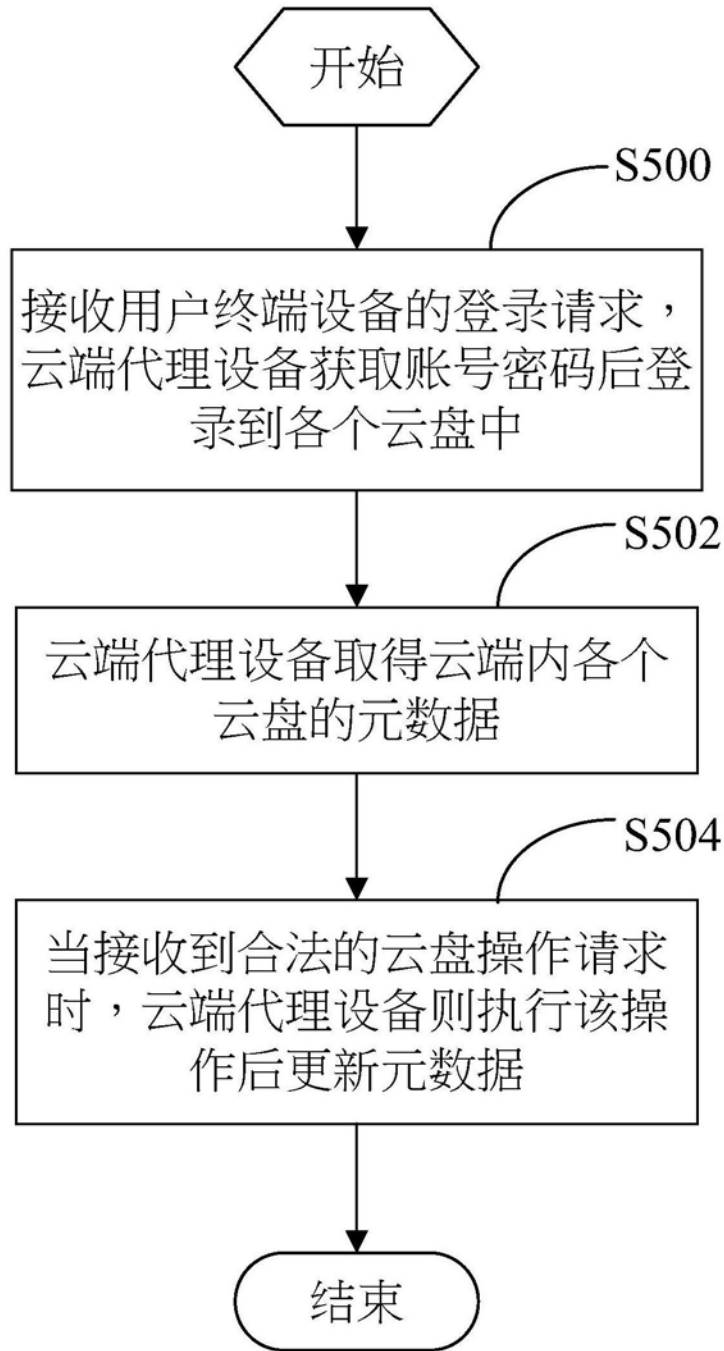 开始
S500
接收用户终端设备的登录请求，
云端代理设备获取账号密码后登
录到各个云盘中
S502
云端代理设备取得云端内各个
云盘的元数据
S504
当接收到合法的云盘操作请求
时，云端代理设备则执行该操
作后更新元数据
结束